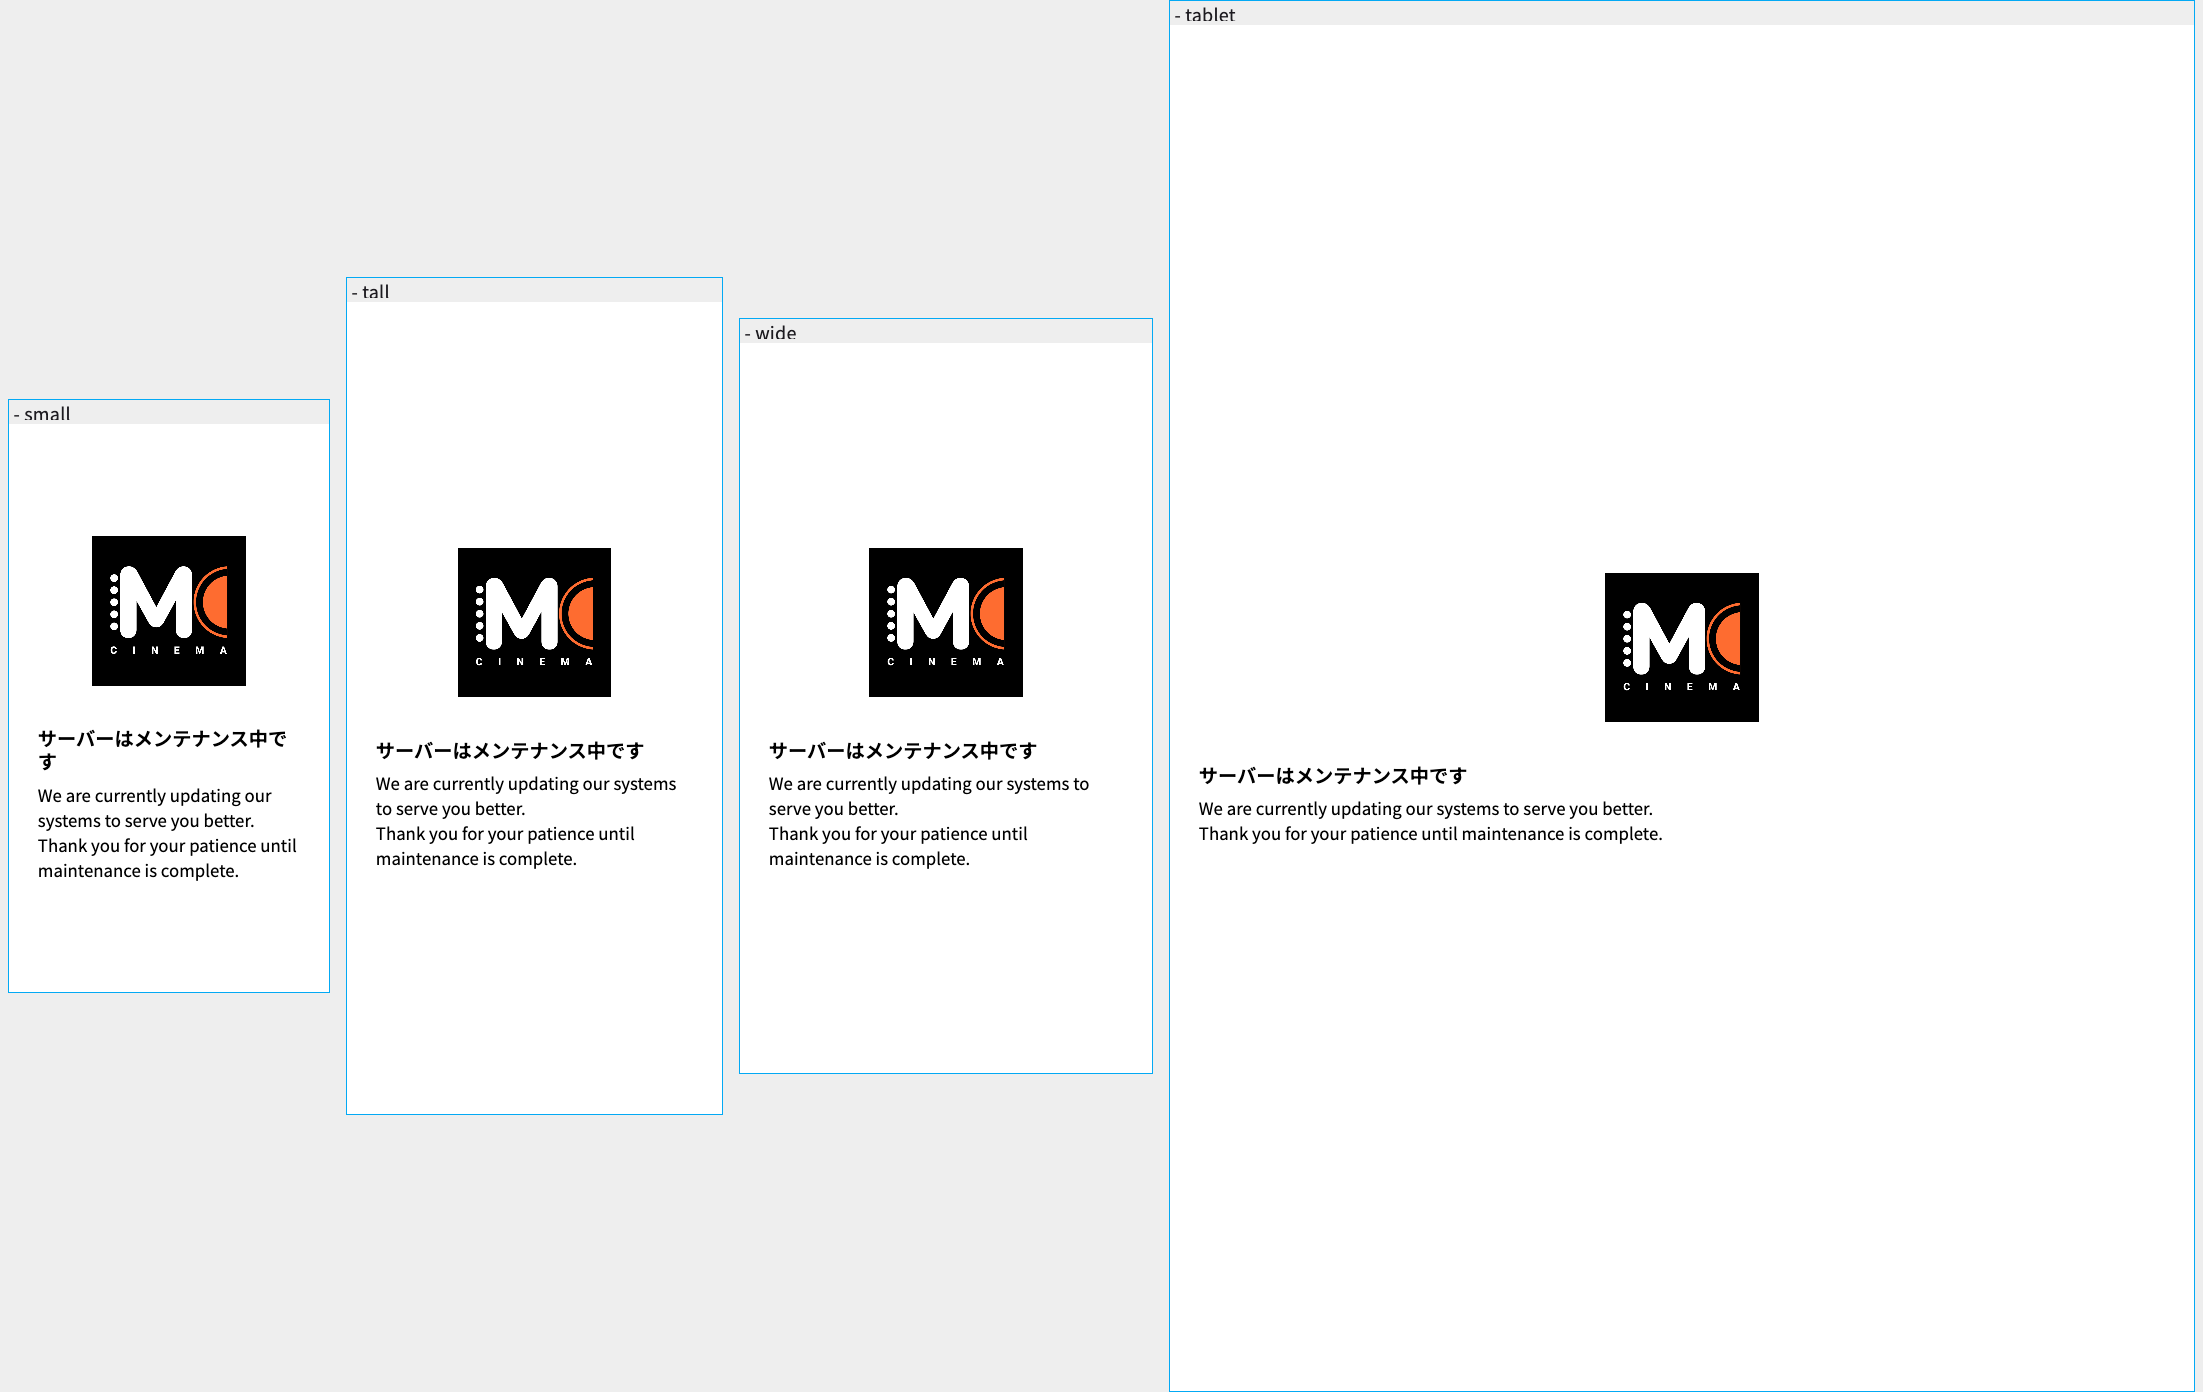 - small
MC
CINEMA
サーバーはメンテナンス中で
す
We are currently updating our
systems to serve you better.
Thank you for your patience until
maintenance is complete.
- tall
MC
CINEMA
サーバーはメンテナンス中です
We are currently updating our systems
to serve you better.
Thank you for your patience until
maintenance is complete.
- wide
MC
CINEMA
サーバーはメンテナンス中です
We are currently updating our systems to
serve you better.
Thank you for your patience until
maintenance is complete.
- tablet
MC
CINEMA
サーバーはメンテナンス中です
We are currently updating our systems to serve you better.
Thank you for your patience until maintenance is complete.